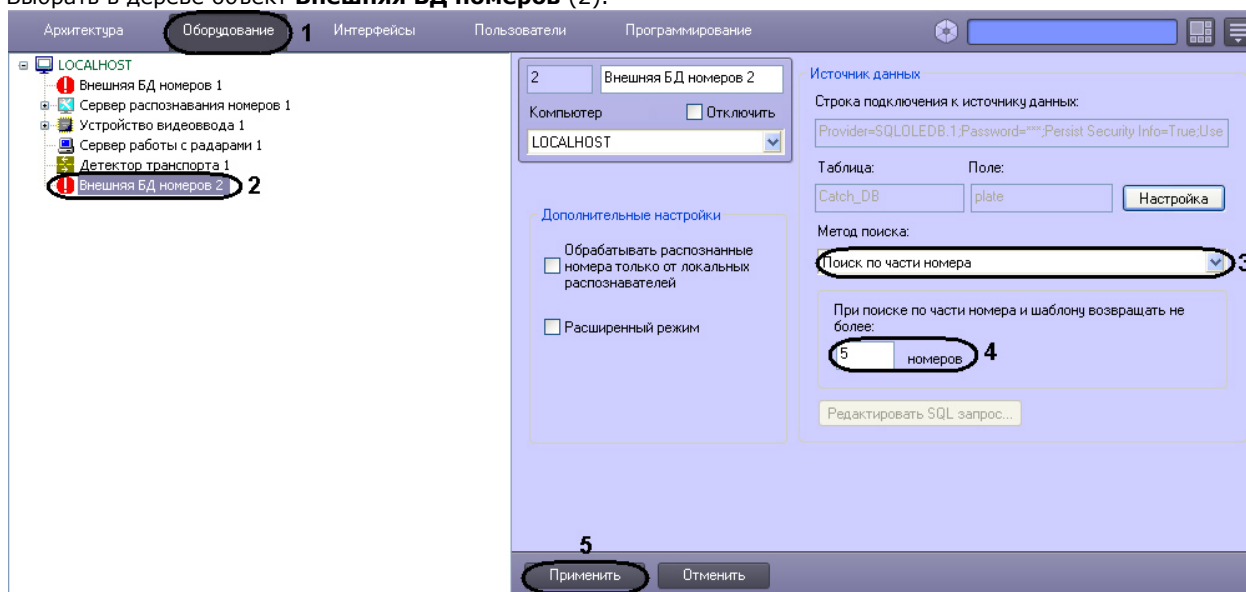 Выбрать в дереве объект Внешняя БД номеров (2).
Архитектура Оборудование 1 Интерфейсы Пользователи Программирование
LOCALHOST
Внешняя БД номеров 1
Сервер распознавания номеров 1
Устройство видеоввода 1
Сервер работы с радарами 1
Детектор транспорта 1
Внешняя БД номеров 2 2
2 Внешняя БД номеров 2
Компьютер Отключить
LOCALHOST
Дополнительные настройки
Обрабатывать распознанные
номера только от локальных
распознавателей
Расширенный режим
Источник данных
Строка подключения к источнику данных:
Provider=SQLOLEDB.1;Password=***;Persist Security Info=True;Use
Таблица: Поле:
Catch_DB plate Настройка
Метод поиска:
Поиск по части номера 3
При поиске по части номера и шаблону возвращать не
более:
5 номеров 4
Редактировать SQL запрос...
5
Применить Отменить